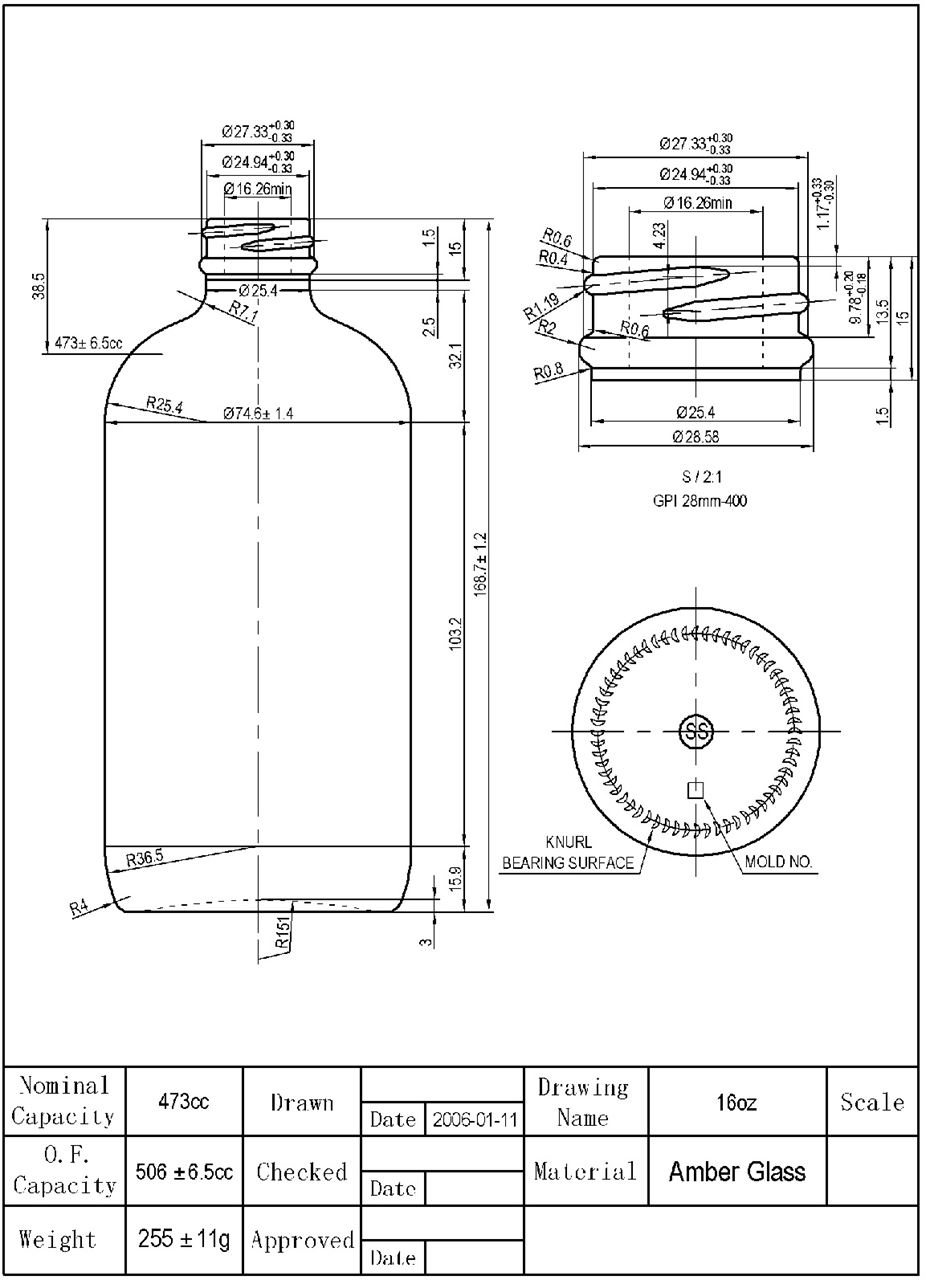 Ø27.33+0.30 -0.33
Ø24.94+0.30 -0.33
Ø16.26min
38.5
1.5
15
Ø25.4
R7.1
2.5
473±6.5cc
32.1
R25.4
Ø74.6±1.4
168.7±1.2
103.2
R36.5
15.9
R4
R151
3
Ø27.33+0.30 -0.33
Ø24.94+0.30 -0.33
Ø16.26min
1.17+0.33 -0.30
4.23
R0.6
R0.4
R1.19
R2
R0.6
R0.8
9.78+0.20 -0.18
13.5
15
1.5
Ø25.4
Ø28.58
S / 2:1
GPI 28mm-400
SS
KNURL
BEARING SURFACE
MOLD NO.
Nominal Capacity 473cc Drawn Date 2006-01-11 Drawing Name 16oz Scale
O.F. Capacity 506 ±6.5cc Checked Date Material Amber Glass
Weight 255 ±11g Approved Date